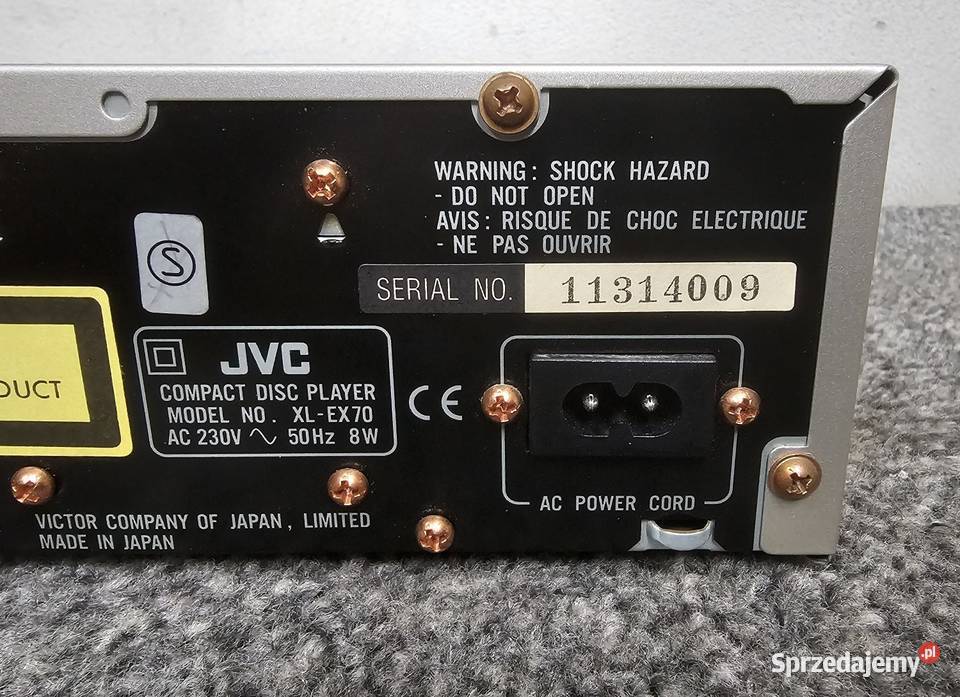 WARNING: SHOCK HAZARD
- DO NOT OPEN
AVIS: RISQUE DE CHOC ELECTRIQUE
- NE PAS OUVRIR
SERIAL NO. 11314009
S
DUCT
JVC
COMPACT DISC PLAYER
MODEL NO. XL-EX70
AC 230V ~ 50Hz 8W
CE
AC POWER CORD
VICTOR COMPANY OF JAPAN, LIMITED
MADE IN JAPAN
Sprzedajemy.pl